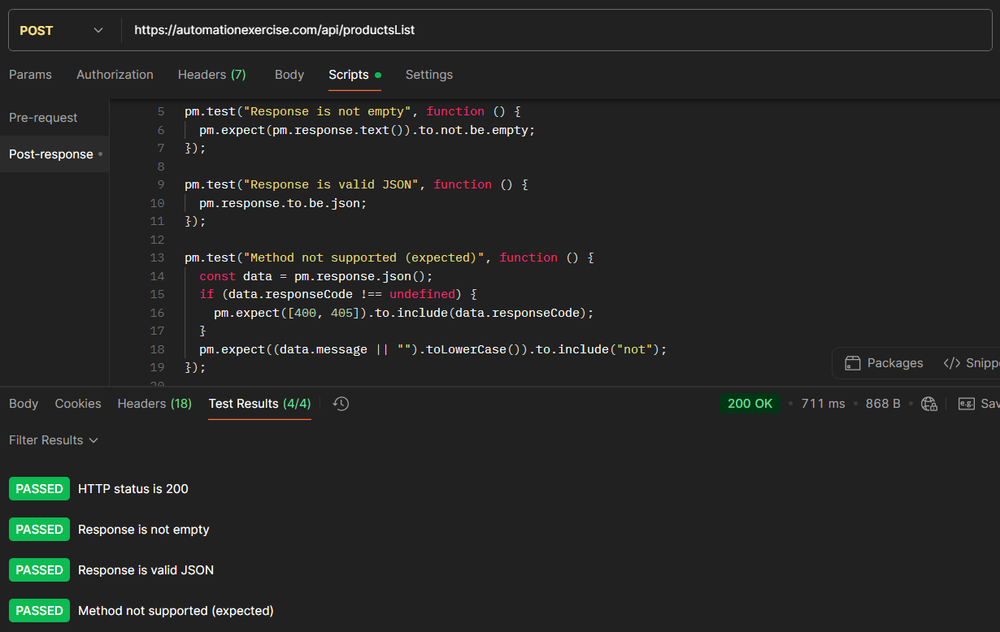 POST https://automationexercise.com/api/productsList
Params Authorization Headers (7) Body Scripts Settings
Pre-request
Post-response
5 pm.test("Response is not empty", function () {
6 pm.expect(pm.response.text()).to.not.be.empty;
7 });
8
9 pm.test("Response is valid JSON", function () {
10 pm.response.to.be.json;
11 });
12
13 pm.test("Method not supported (expected)", function () {
14 const data = pm.response.json();
15 if (data.responseCode !== undefined) {
16 pm.expect([400, 405]).to.include(data.responseCode);
17 }
18 pm.expect((data.message || "").toLowerCase()).to.include("not");
19 });
20
Packages </> Snipp
Body Cookies Headers (18) Test Results (4/4) 200 OK • 711 ms • 868 B • e.g. Sav
Filter Results
PASSED HTTP status is 200
PASSED Response is not empty
PASSED Response is valid JSON
PASSED Method not supported (expected)